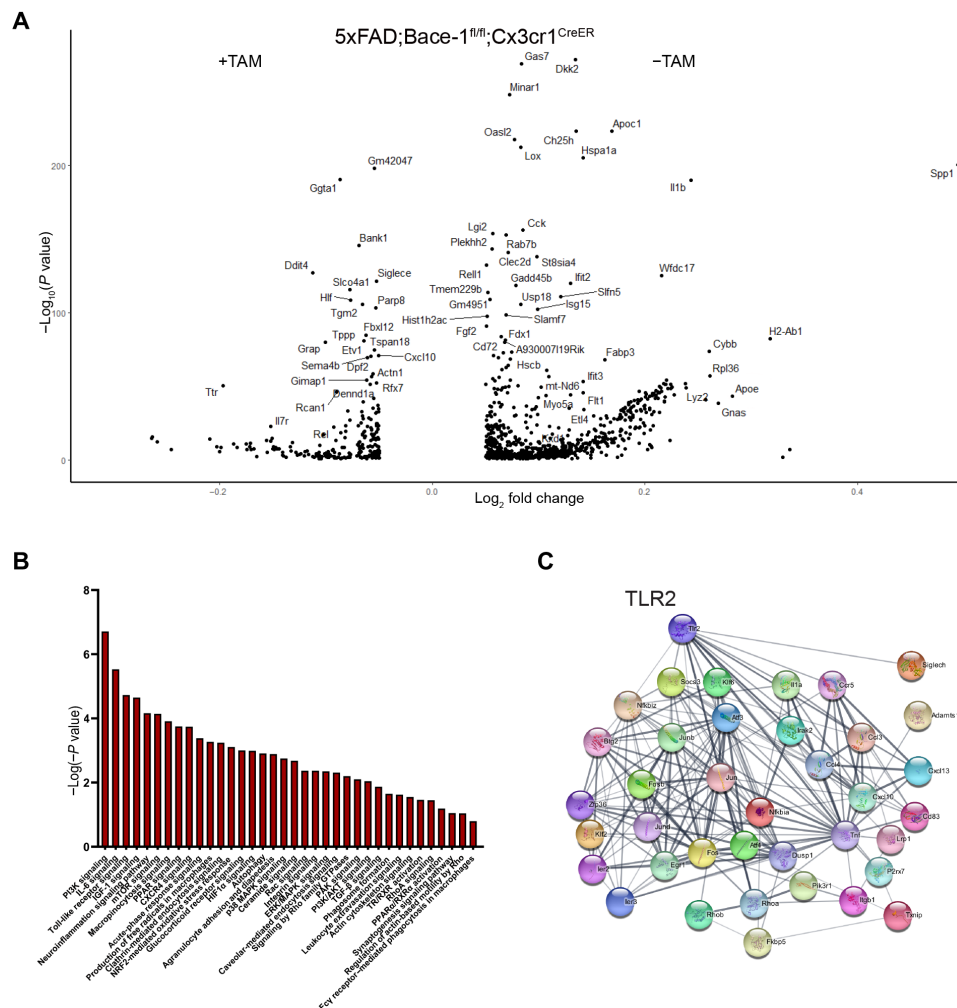 A
5xFAD;Bace-1fl/fl;Cx3cr1CreER
+TAM
−TAM
Gas7
Dkk2
Minar1
Apoc1
Oasl2
Ch25h
Lox
Hspa1a
Gm42047
Spp1
Ggta1
Il1b
200
Cck
Lgi2
Bank1
Plekhh2
Rab7b
Clec2d
St8sia4
Wfdc17
Ddit4
Siglece
Rell1
Gadd45b
Ifit2
Slco4a1
Tmem229b
Slfn5
Hlf
Parp8
Gm4951
Usp18
Isg15
Tgm2
Hist1h2ac
Slamf7
100
Fbxl12
Fgf2
Tppp
Tspan18
Fdx1
H2-Ab1
Grap
Etv1
Cxcl10
Cd72
A930007I19Rik
Cybb
Sema4b
Dpf2
Hscb
Fabp3
Rpl36
Gimap1
Actn1
mt-Nd6
Ifit3
Ttr
Dennd1a
Rfx7
Lyz2
Apoe
Rcan1
Myo5a
Flt1
Gnas
Il7r
Etl4
Rel
0
−Log10(P value)
−0.2
0.0
0.2
0.4
Log2 fold change
B
8
6
4
2
0
−Log(−P value)
PI3K signaling
IL-6 signaling
Toll-like receptor signaling
IGF-1 signaling
Neuroinflammation signaling pathway
mTOR signaling
Macropinocytosis signaling
PPAR signaling
CXCR4 signaling
Acute-phase response signaling
Production of free radicals in macrophages
Clathrin-mediated endocytosis signaling
NRF2-mediated oxidative stress response
Glucocorticoid receptor signaling
HIF1α signaling
Autophagy
Agranulocyte adhesion and diapedesis
p38 MAPK signaling
Ceramide signaling
Rac signaling
Integrin signaling
ERK/MAPK signaling
Caveolar-mediated endocytosis signaling
Signaling by Rho family GTPases
PI3K/AKT signaling
TGF-β signaling
Phagosome formation
Leukocyte extravasation signaling
Actin cytoskeleton signaling
TR/RXR activation
RHOA signaling
Synaptogenesis signaling pathway
PPARα/RXRα activation
Regulation of actin-based motility by Rho
Fcγ receptor−mediated phagocytosis in macrophages
C
TLR2
Tlr2
Siglech
Socs3
Klf6
Il1a
Ccr5
Nfkbiz
Atf3
Adamts1
Irak2
Ccl3
Btg2
Junb
Ccl4
Cxcl13
Fosb
Jun
Cxcl16
Zfp36
Nfkbia
Cd83
Klf2
Jund
Tnf
Lrp1
Fos
Atf4
Dusp1
Ier2
Egr1
P2rx7
Pik3r1
Ier3
Rhob
Rhoa
Itgb1
Txnip
Fkbp5